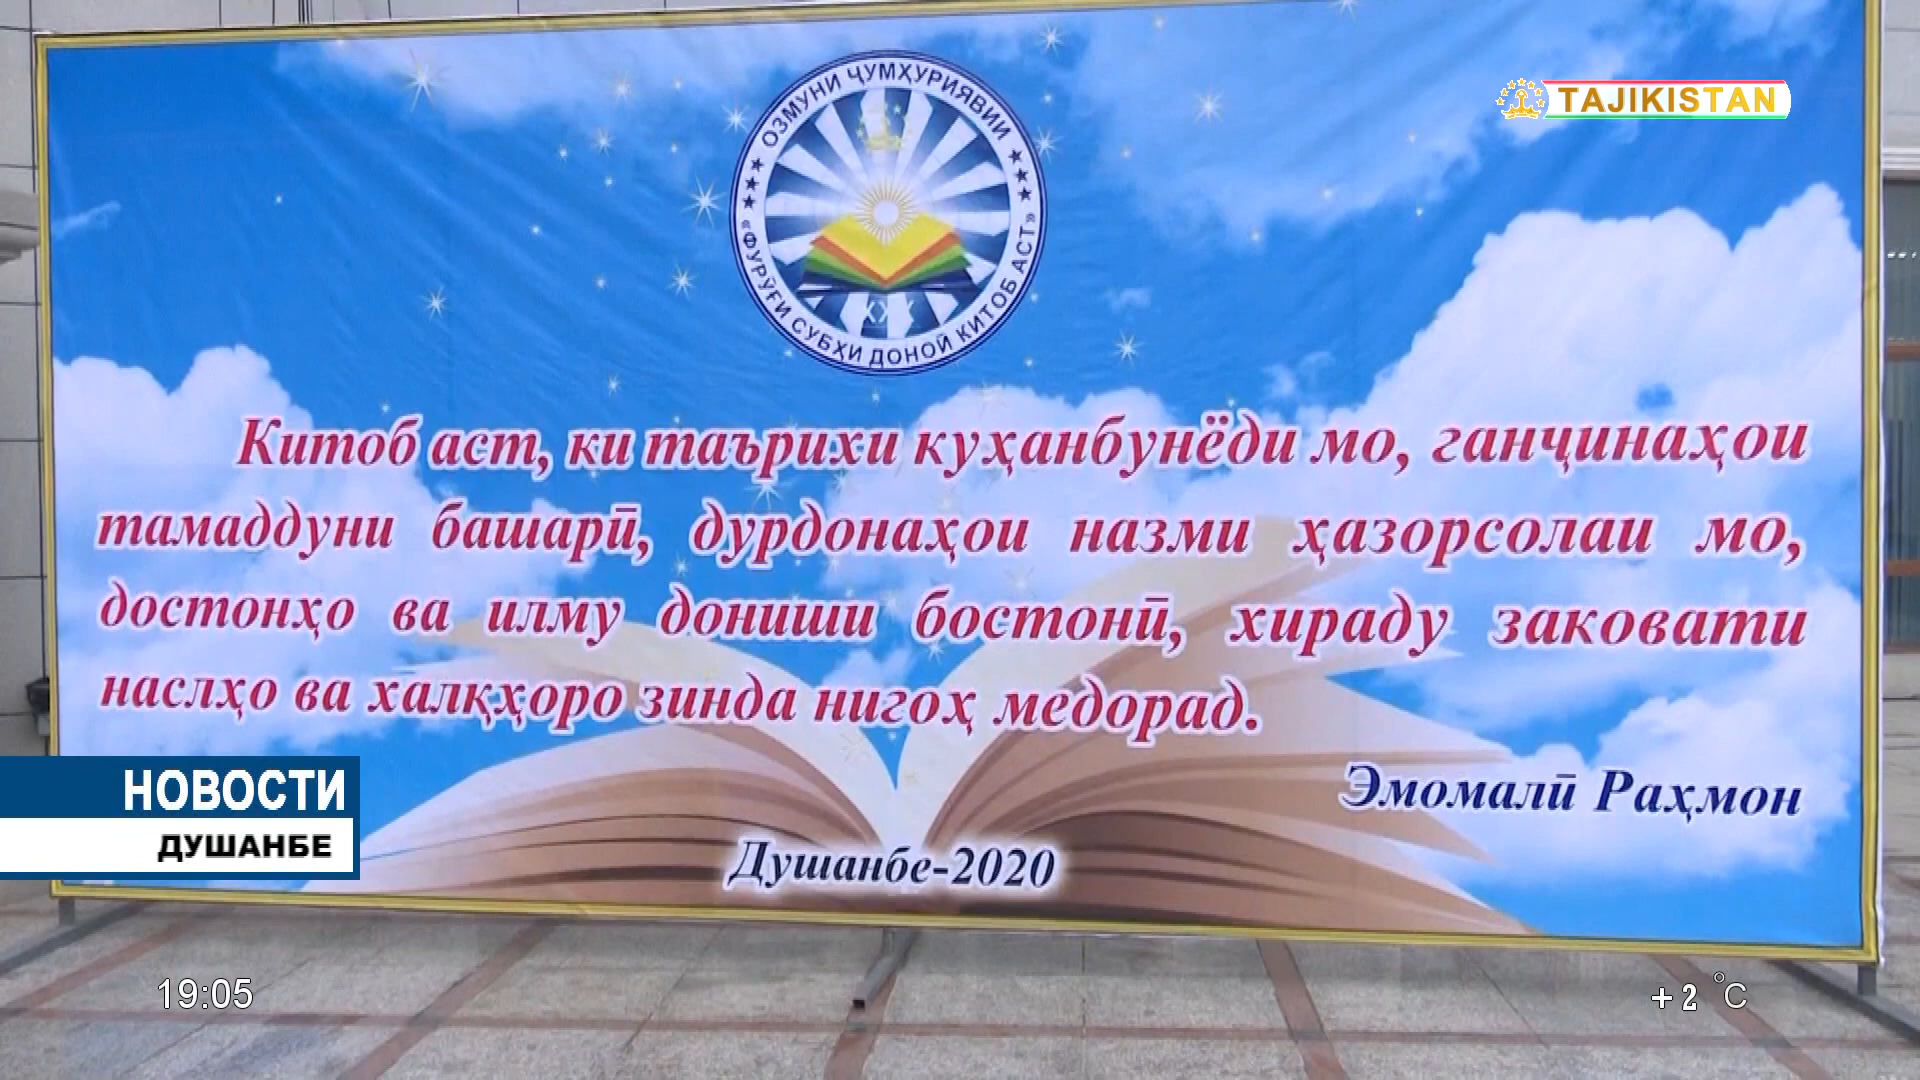 ОЗМУНИ ҶУМҲУРИЯВИИ
«ФУРӮҒИ СУБҲИ ДОНОӢ КИТОБ АСТ»
TAJIKISTAN
Китоб аст, ки таърихи куҳанбунёди мо, ганҷинаҳои
тамаддуни башарӣ, дурдонаҳои назми ҳазорсолаи мо,
достонҳо ва илму дониши бостонӣ, хираду заковати
наслҳо ва халқҳоро зинда нигоҳ медорад.
Эмомалӣ Раҳмон
Душанбе-2020
НОВОСТИ
ДУШАНБЕ
19:05
+2 °C